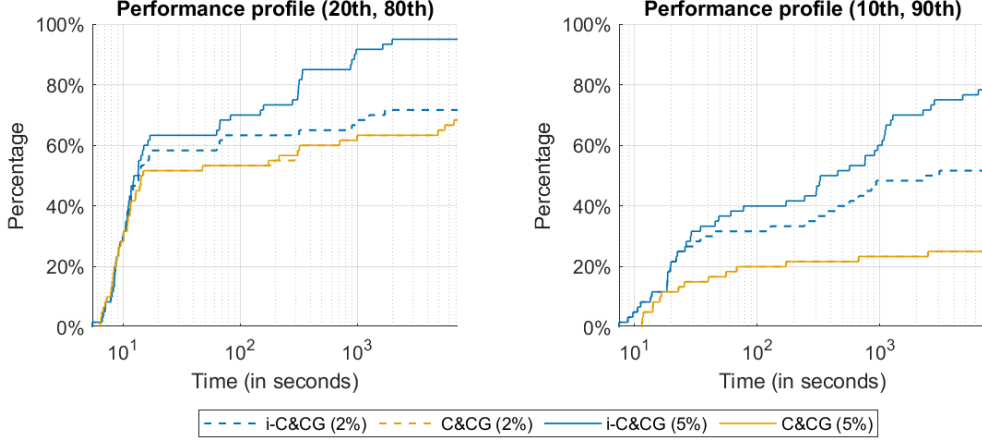 Performance profile (20th, 80th)
100%
80%
60%
40%
20%
0%
Percentage
10^1
10^2
10^3
Time (in seconds)
Performance profile (10th, 90th)
100%
80%
60%
40%
20%
0%
Percentage
10^1
10^2
10^3
Time (in seconds)
i-C&CG (2%) C&CG (2%) i-C&CG (5%) C&CG (5%)